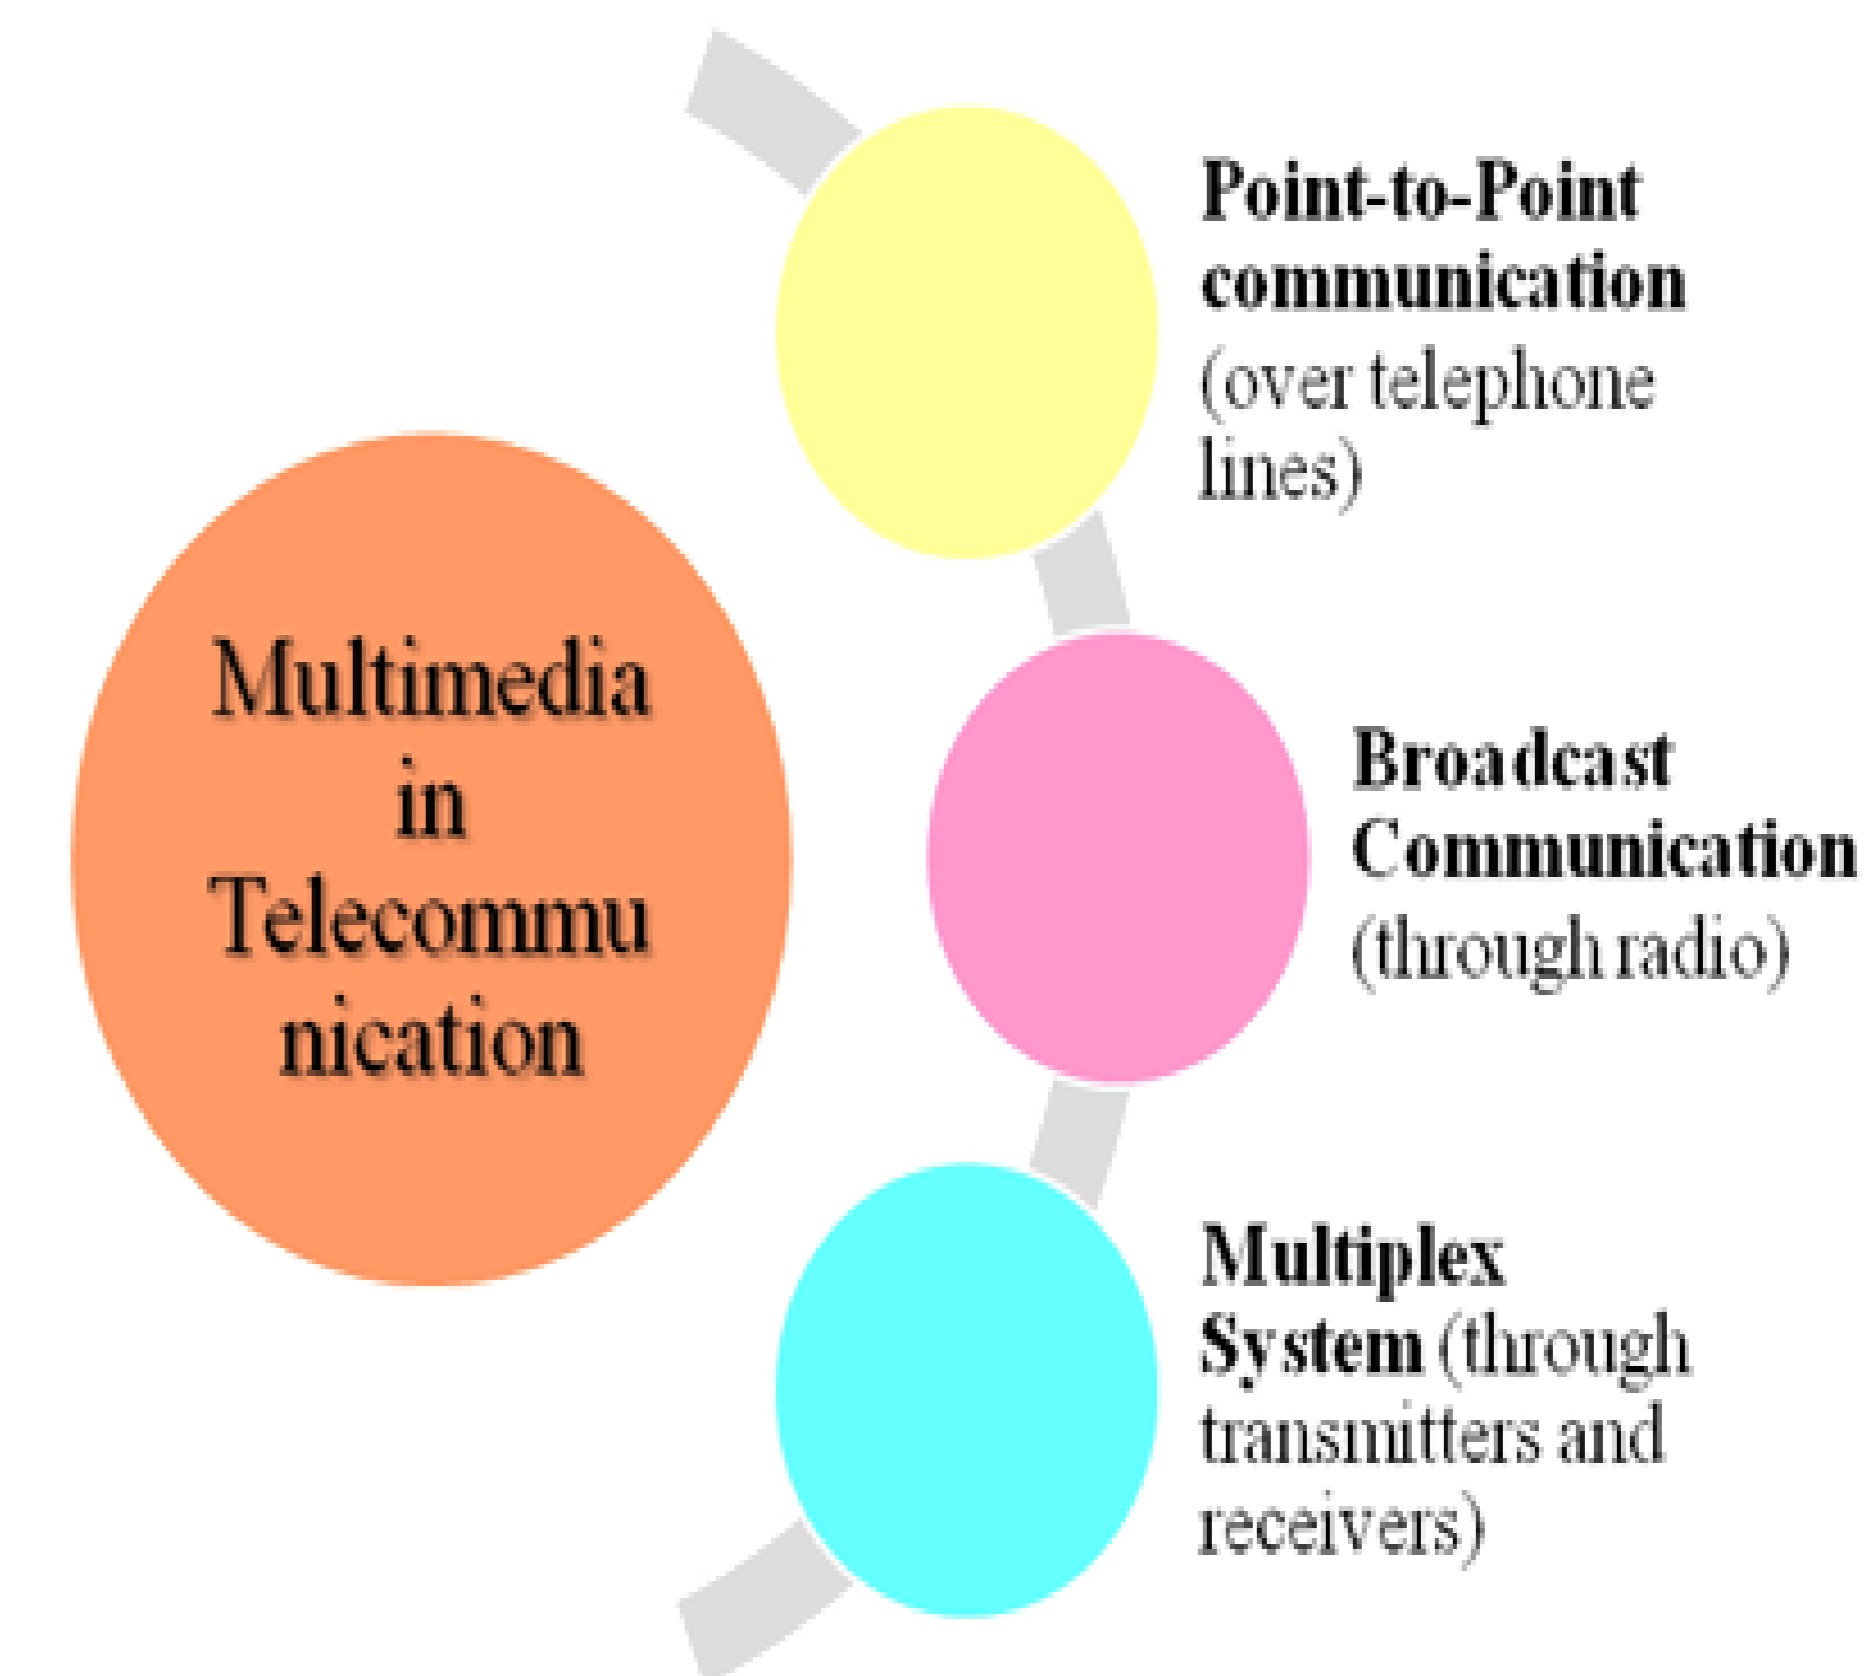 Multimedia
in
Telecommu
nication
Point-to-Point
communication
(over telephone
lines)
Broadcast
Communication
(through radio)
Multiplex
System (through
transmitters and
receivers)